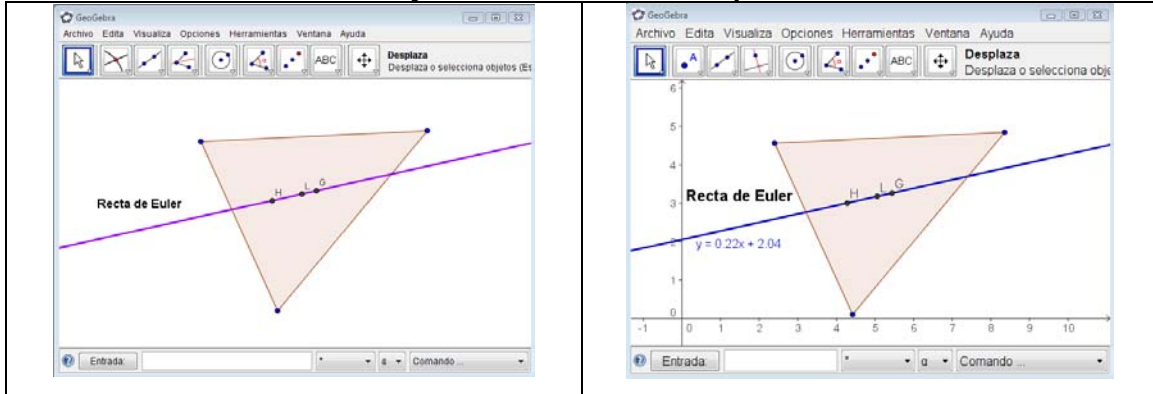 GeoGebra
Archivo Edita Visualiza Opciones Herramientas Ventana Ayuda
ABC
Desplaza
Desplaza o selecciona objetos (Es
H L G
Recta de Euler
Entrada:
Comando ...
GeoGebra
Archivo Edita Visualiza Opciones Herramientas Ventana Ayuda
A
ABC
Desplaza
Desplaza o selecciona obje
6
5
4
H L G
Recta de Euler
3
2
y = 0.22x + 2.04
1
0
-1 0 1 2 3 4 5 6 7 8 9 10
Entrada:
α
Comando ...